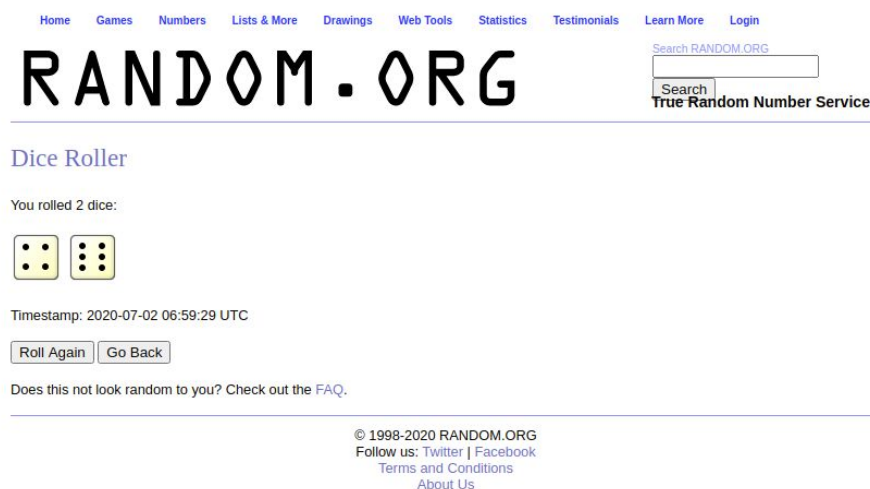 Home Games Numbers Lists & More Drawings Web Tools Statistics Testimonials Learn More Login
RANDOM.ORG
Search RANDOM.ORG
Search
True Random Number Service
Dice Roller
You rolled 2 dice:
Timestamp: 2020-07-02 06:59:29 UTC
Roll Again Go Back
Does this not look random to you? Check out the FAQ.
© 1998-2020 RANDOM.ORG
Follow us: Twitter | Facebook
Terms and Conditions
About Us